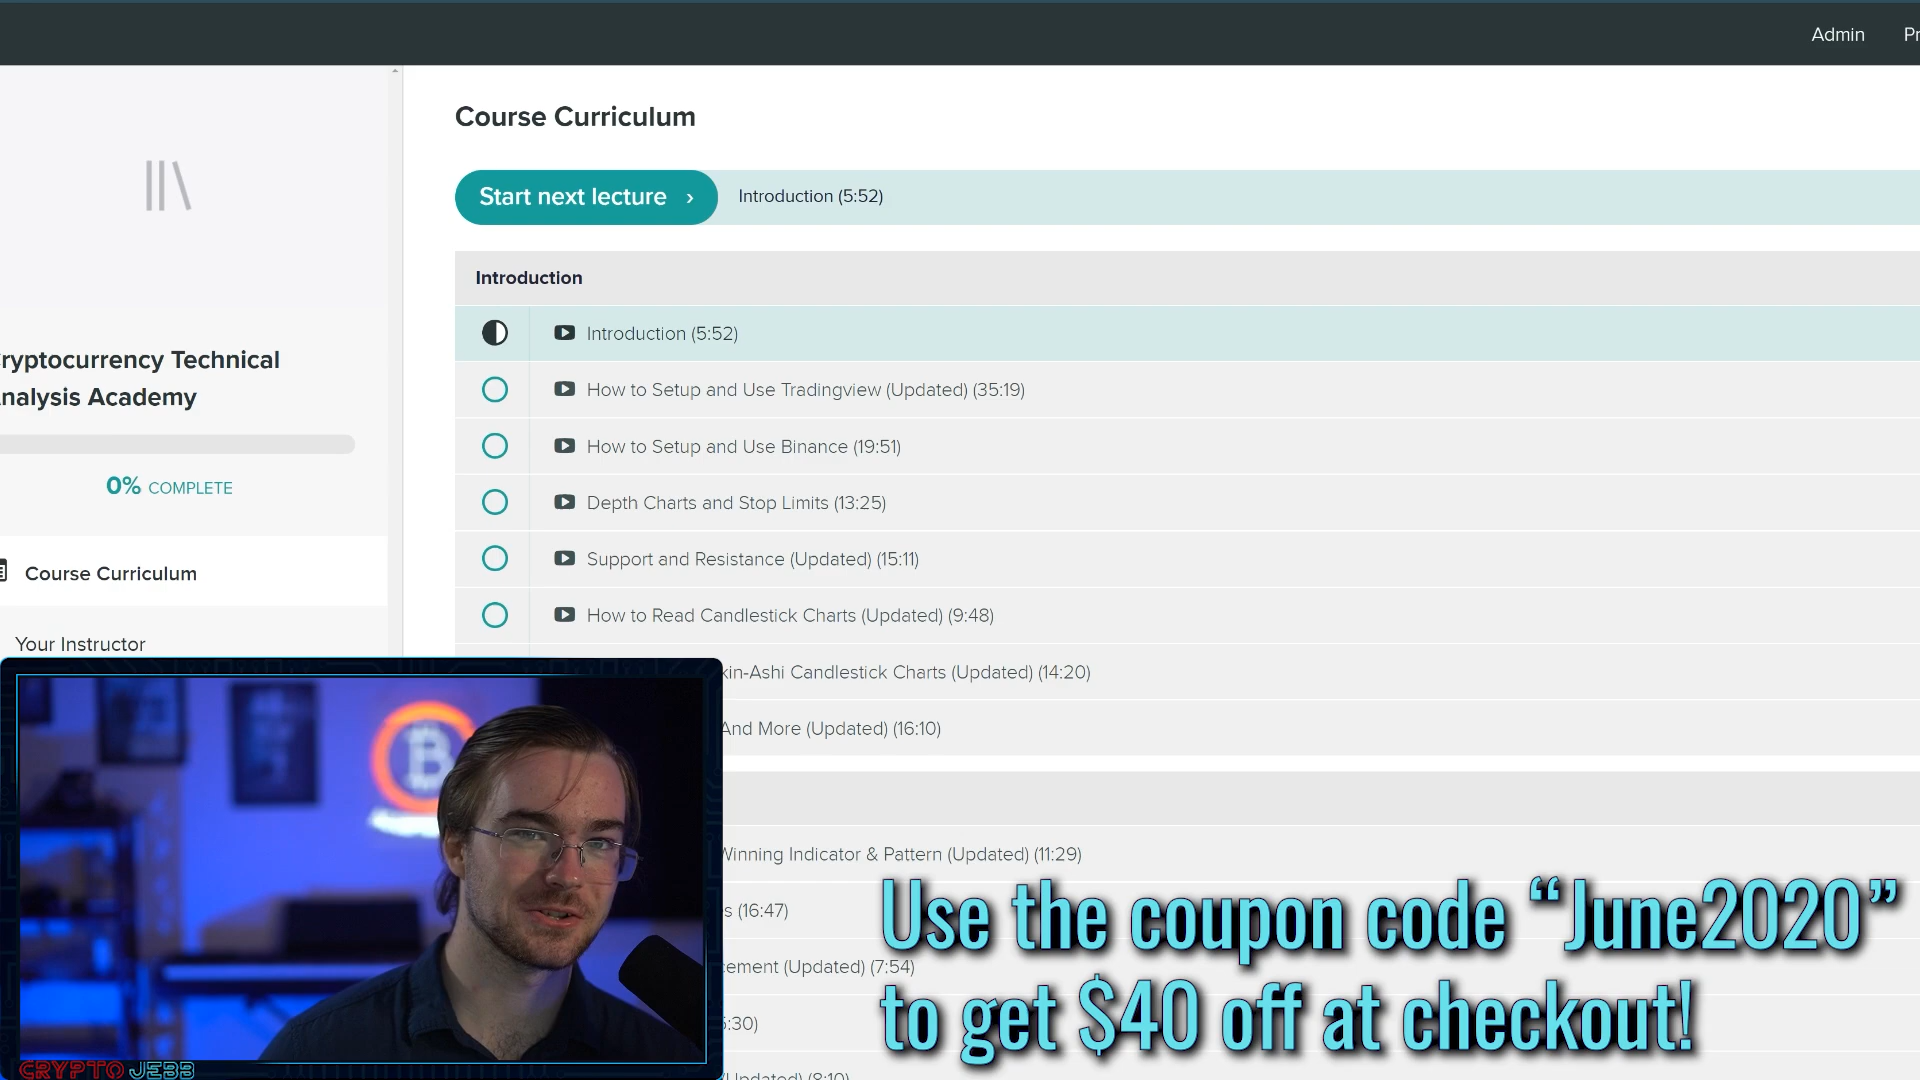 Admin
Course Curriculum
Start next lecture ›
Introduction (5:52)
Introduction
Introduction (5:52)
ryptocurrency Technical
nalysis Academy
How to Setup and Use Tradingview (Updated) (35:19)
How to Setup and Use Binance (19:51)
0% COMPLETE
Depth Charts and Stop Limits (13:25)
Support and Resistance (Updated) (15:11)
Course Curriculum
How to Read Candlestick Charts (Updated) (9:48)
Your Instructor
kin-Ashi Candlestick Charts (Updated) (14:20)
And More (Updated) (16:10)
Winning Indicator & Pattern (Updated) (11:29)
s (16:47)
cement (Updated) (7:54)
:30)
(Updated) (8:10)
Use the coupon code “June2020”
to get $40 off at checkout!
CRYPTO JEBB